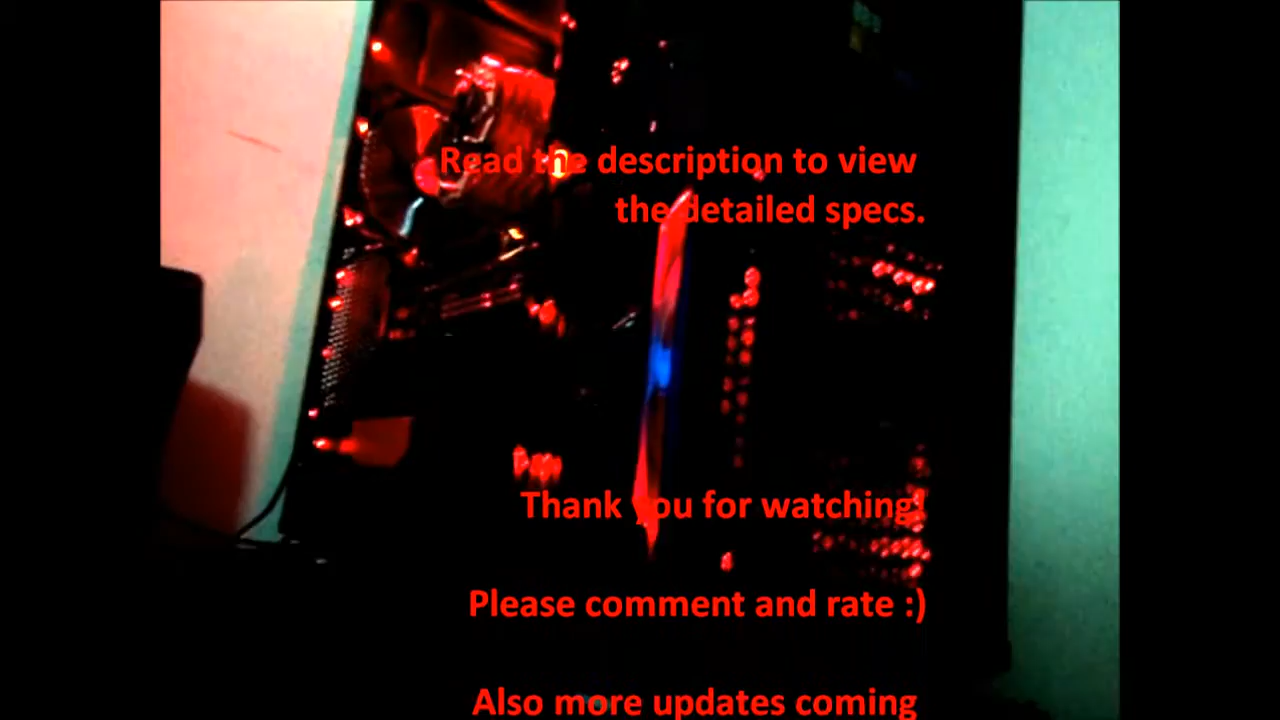 Read the description to view
the detailed specs.
Thank you for watching!
Please comment and rate :)
Also more updates coming